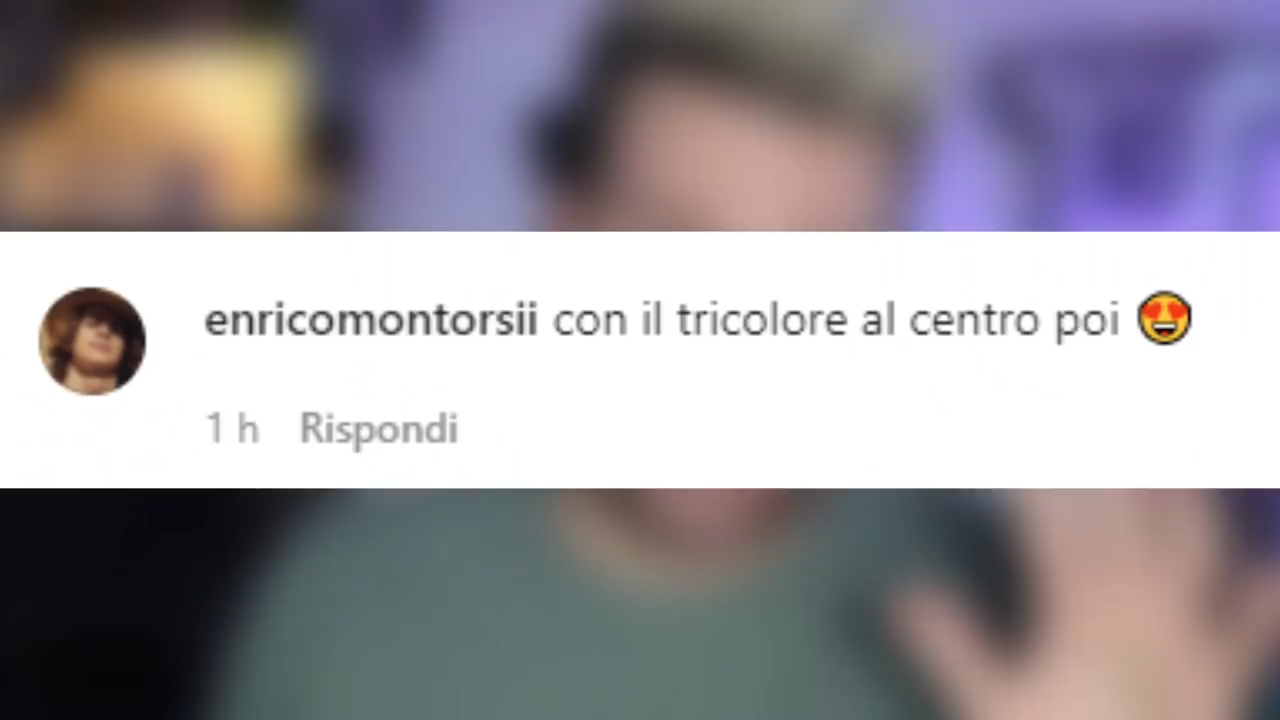 enricomontorsii con il tricolore al centro poi 😍
1 h Rispondi